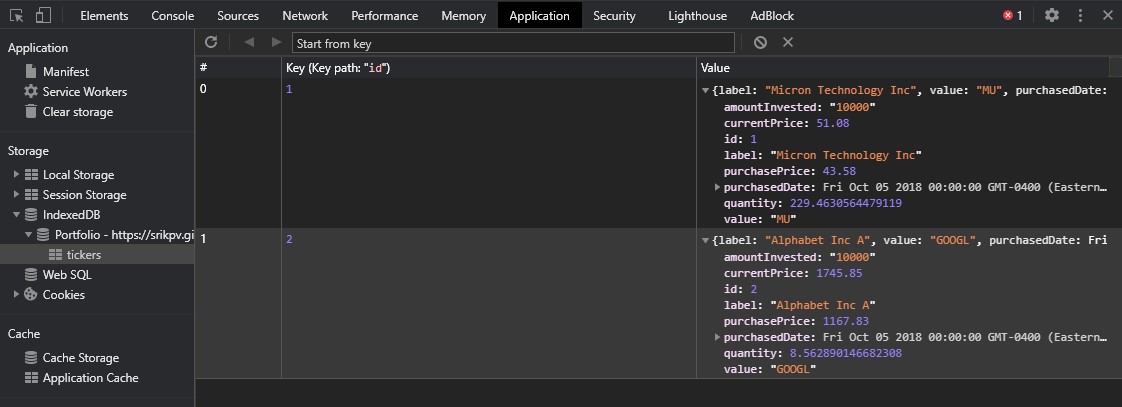 Elements Console Sources Network Performance Memory Application Security Lighthouse AdBlock 1
Application
Manifest
Service Workers
Clear storage
Storage
Local Storage
Session Storage
IndexedDB
Portfolio - https://srikpv.gi
tickers
Web SQL
Cookies
Cache
Cache Storage
Application Cache
Start from key
# Key (Key path: "id") Value
0 1 {label: "Micron Technology Inc", value: "MU", purchasedDate:
amountInvested: "10000"
currentPrice: 51.08
id: 1
label: "Micron Technology Inc"
purchasePrice: 43.58
purchasedDate: Fri Oct 05 2018 00:00:00 GMT-0400 (Eastern…
quantity: 229.4630564479119
value: "MU"
1 2 {label: "Alphabet Inc A", value: "GOOGL", purchasedDate: Fri
amountInvested: "10000"
currentPrice: 1745.85
id: 2
label: "Alphabet Inc A"
purchasePrice: 1167.83
purchasedDate: Fri Oct 05 2018 00:00:00 GMT-0400 (Eastern…
quantity: 8.562890146682308
value: "GOOGL"